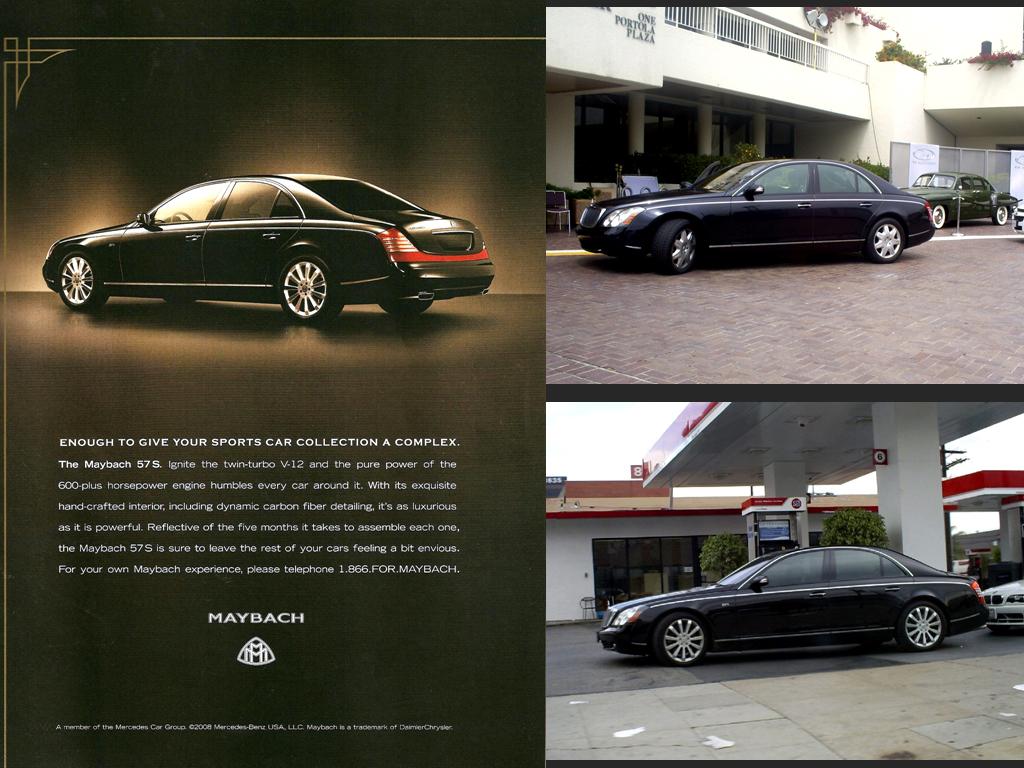 ENOUGH TO GIVE YOUR SPORTS CAR COLLECTION A COMPLEX.
The Maybach 57S. Ignite the twin-turbo V-12 and the pure power of the
600-plus horsepower engine humbles every car around it. With its exquisite
hand-crafted interior, including dynamic carbon fiber detailing, it's as luxurious
as it is powerful. Reflective of the five months it takes to assemble each one,
the Maybach 57S is sure to leave the rest of your cars feeling a bit envious.
For your own Maybach experience, please telephone 1.866.FOR.MAYBACH.
MAYBACH
A member of the Mercedes Car Group. ©2008 Mercedes-Benz USA, LLC. Maybach is a trademark of DaimlerChrysler.
ONE
PORTOLA
PLAZA
8
6